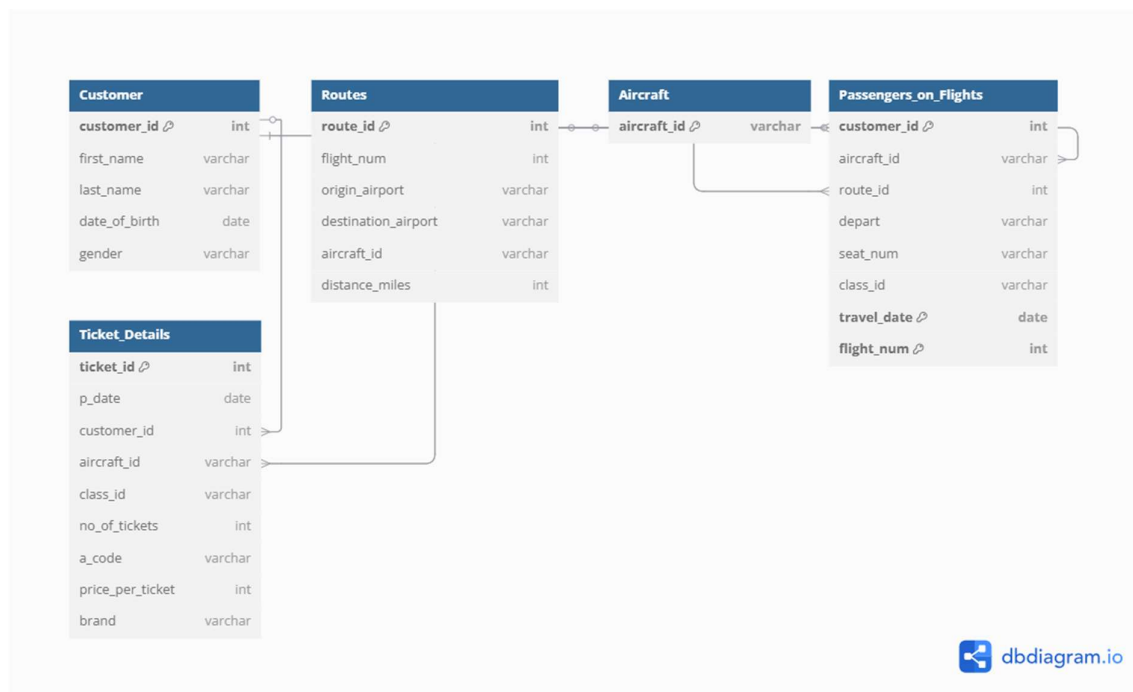 Customer
customer_id int
first_name varchar
last_name varchar
date_of_birth date
gender varchar
Routes
route_id int
flight_num int
origin_airport varchar
destination_airport varchar
aircraft_id varchar
distance_miles int
Aircraft
aircraft_id varchar
Passengers_on_Flights
customer_id int
aircraft_id varchar
route_id int
depart varchar
seat_num varchar
class_id varchar
travel_date date
flight_num int
Ticket_Details
ticket_id int
p_date date
customer_id int
aircraft_id varchar
class_id varchar
no_of_tickets int
a_code varchar
price_per_ticket int
brand varchar
dbdiagram.io